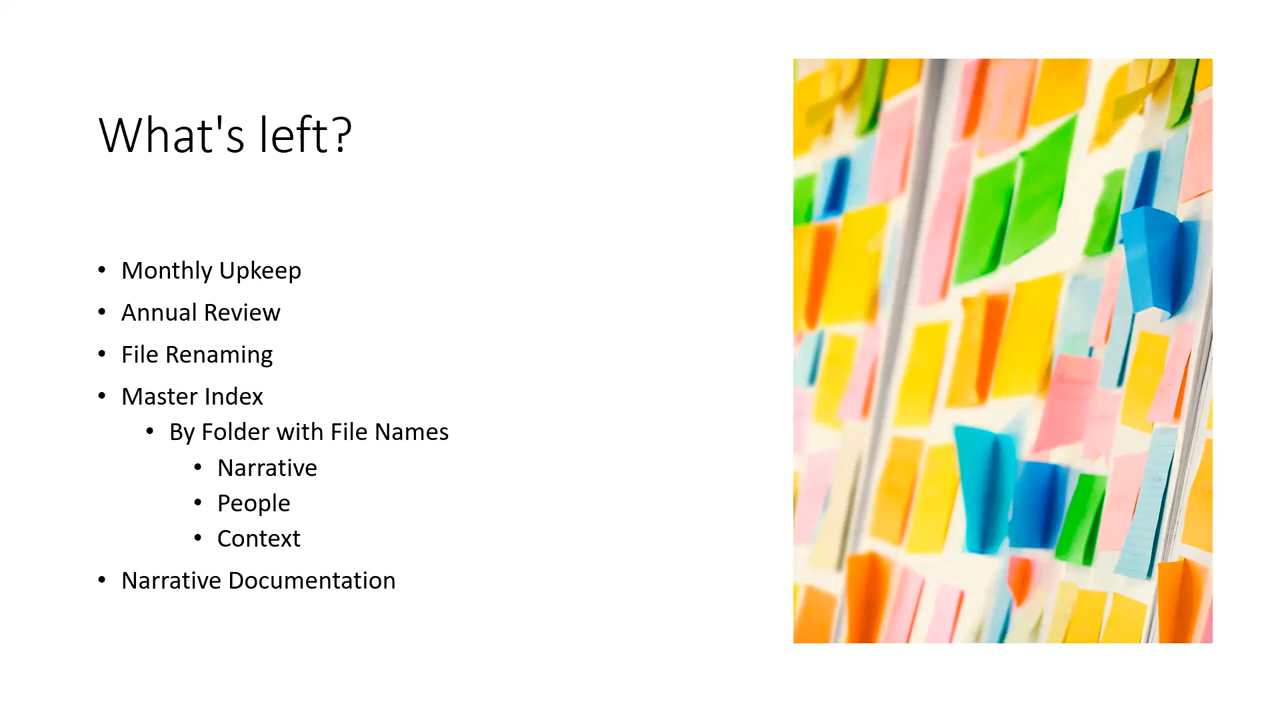 What's left?
• Monthly Upkeep
• Annual Review
• File Renaming
• Master Index
• By Folder with File Names
• Narrative
• People
• Context
• Narrative Documentation